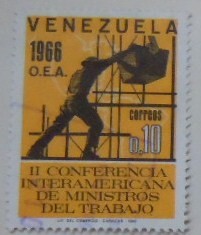 VENEZUELA
1966
O.E.A.
correos
0.10
II CONFERENCIA
INTERAMERICANA
DE MINISTROS
DEL TRABAJO